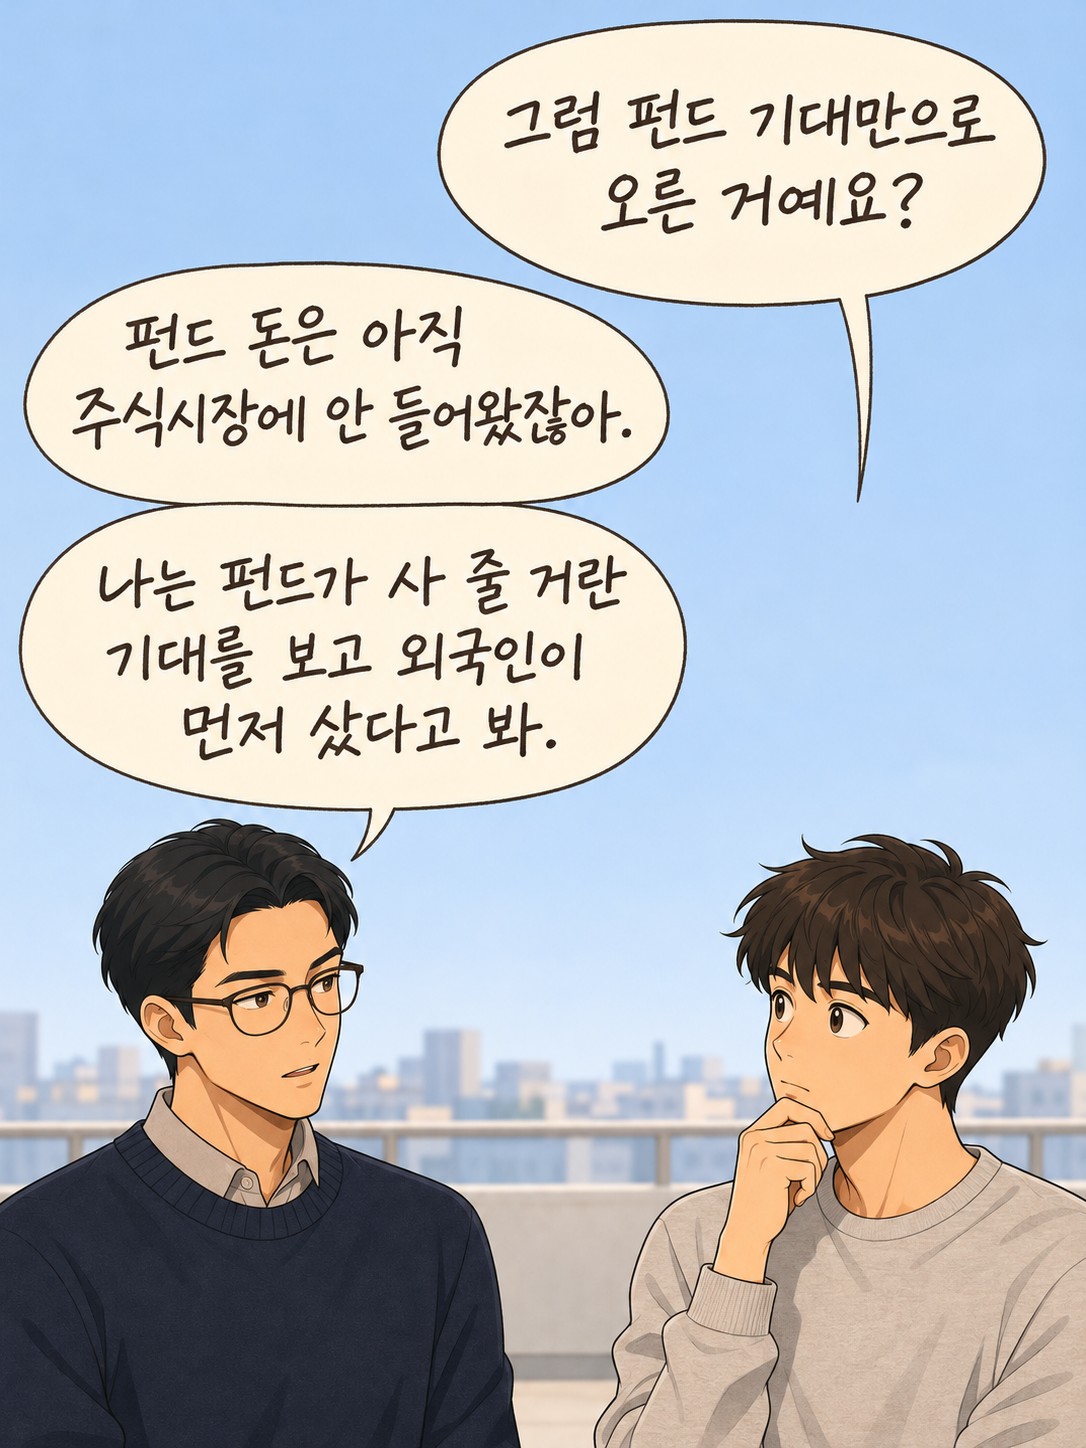 그럼 펀드 기대만으로
오른 거예요?
펀드 돈은 아직
주식시장에 안 들어왔잖아.
나는 펀드가 사 줄 거란
기대를 보고 외국인이
먼저 샀다고 봐.